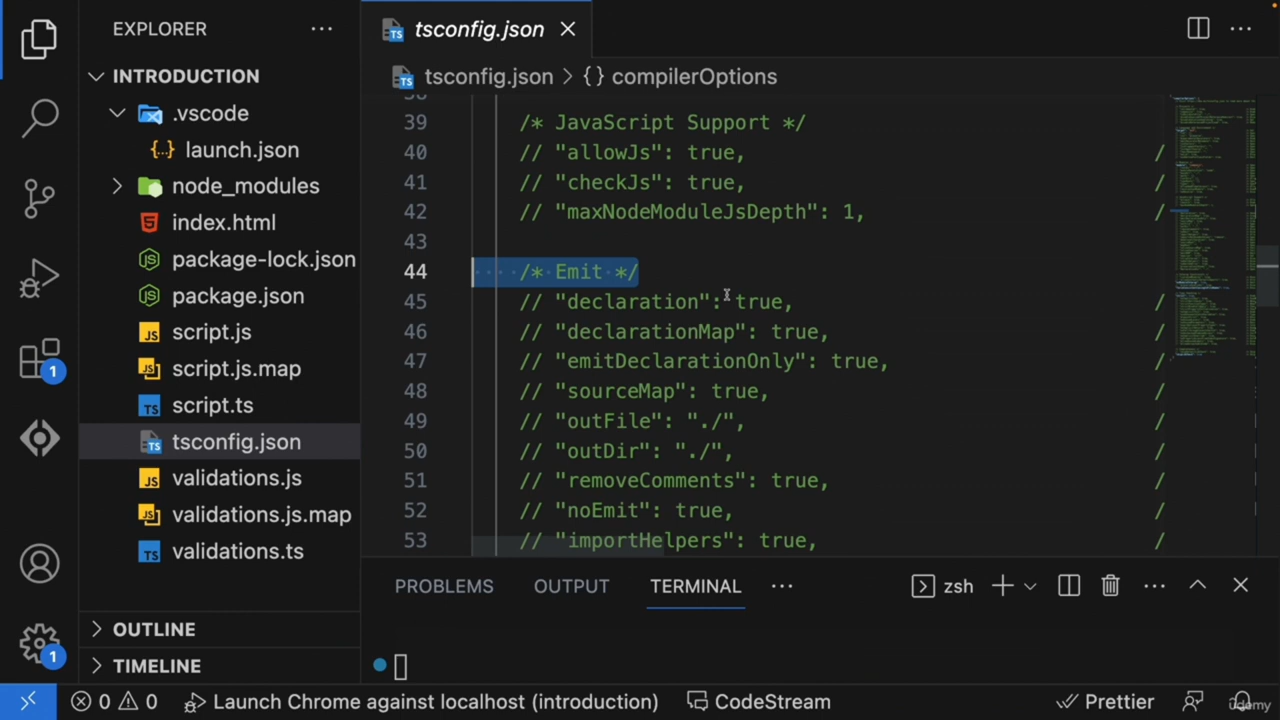 EXPLORER
tsconfig.json
INTRODUCTION
tsconfig.json > {} compilerOptions
.vscode
launch.json
node_modules
index.html
package-lock.json
package.json
script.js
script.js.map
script.ts
tsconfig.json
validations.js
validations.js.map
validations.ts
OUTLINE
TIMELINE
38
39 /* JavaScript Support */
40 // "allowJs": true, /
41 // "checkJs": true, /
42 // "maxNodeModuleJsDepth": 1, /
43
44 /* Emit */
45 // "declaration": true, /
46 // "declarationMap": true, /
47 // "emitDeclarationOnly": true, /
48 // "sourceMap": true, /
49 // "outFile": "./", /
50 // "outDir": "./", /
51 // "removeComments": true, /
52 // "noEmit": true, /
53 // "importHelpers": true, /
PROBLEMS OUTPUT TERMINAL zsh
1
1
0 0 Launch Chrome against localhost (introduction) CodeStream Prettier
udemy